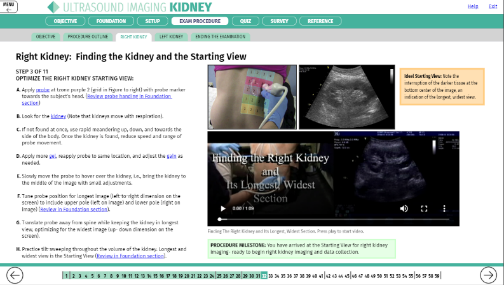 MENU
ULTRASOUND IMAGING KIDNEY
Help
Exit
OBJECTIVE
FOUNDATION
SETUP
EXAM PROCEDURE
QUIZ
SURVEY
REFERENCE
OBJECTIVE
PROCEDURE OUTLINE
RIGHT KIDNEY
LEFT KIDNEY
ENDING THE EXAMINATION
Right Kidney: Finding the Kidney and the Starting View
STEP 3 OF 11
OPTIMIZE THE RIGHT KIDNEY STARTING VIEW:
A. Apply probe at torso purple 2 (grid in figure to right) with probe marker
towards the subject's head. (Review probe handling in Foundation
section)
B. Look for the kidney (Note that kidneys move with respiration).
C. If not found at once, use rapid meandering up, down, and towards the
side of the body. Once the kidney is found, reduce speed and range of
probe movement.
D. Apply more gel, reapply probe to same location, and adjust the gain as
needed.
E. Slowly move the probe to hover over the kidney, i.e., bring the kidney to
the middle of the image with small adjustments.
F. Tune probe position for longest image (left-to-right dimension on the
screen) to include upper pole (left on image) and lower pole (right on
image) (Review in Foundation section).
G. Translate probe away from spine while keeping the kidney in longest
view, optimizing for the widest image (up- down dimension on the
screen).
H. Practice tilt sweeping throughout the volume of the kidney. Longest and
widest view is the Starting View (Review in Foundation section).
Ideal Starting View: Note the
interruption of the darker tissue at the
bottom center of the image, an
indication of the longest, widest view.
Finding the Right Kidney
and
Its Longest Widest
Section
0:00 / 1:06
Finding The Right Kidney and Its Longest, Widest Section. Press play to start video.
PROCEDURE MILESTONE: You have arrived at the Starting View for right kidney
imaging- ready to begin right kidney imaging and data collection.
1 2 3 4 5 6 7 8 9 10 11 12 13 14 15 16 17 18 19 20 21 22 23 24 25 26 27 28 29 30 31 32 33 34 35 36 37 38 39 40 41 42 43 44 45 46 47 48 49 50 51 52 53 54 55 56 57 58 59